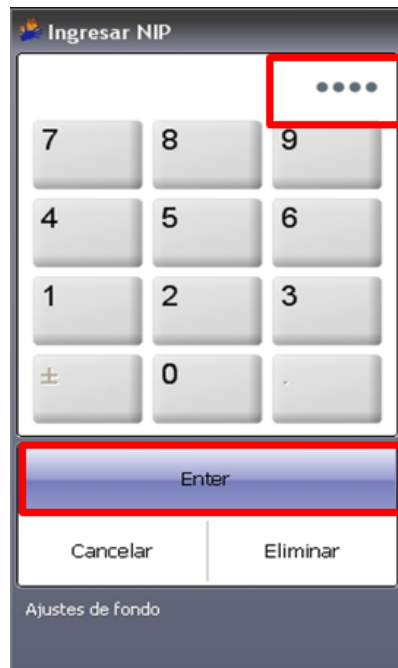 Ingresar NIP
••••
7 8 9
4 5 6
1 2 3
± 0 .
Enter
Cancelar Eliminar
Ajustes de fondo